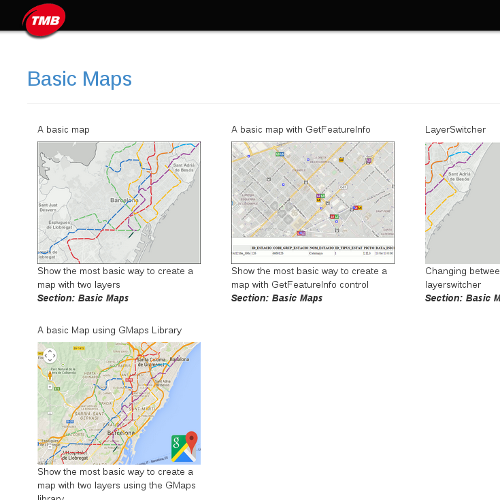 TMB
Basic Maps
A basic map
A basic map with GetFeatureInfo
LayerSwitcher
Sant Adrià
de Besòs
Barcelona
Sant Just
Desvern
Esplugues
de Llobregat
Sant Adrià
de Besòs
Show the most basic way to create a
map with two layers
Section: Basic Maps
Show the most basic way to create a
map with GetFeatureInfo control
Section: Basic Maps
Changing betwee
layerswitcher
Section: Basic M
A basic Map using GMaps Library
Santa Coloma
de Gramenet
Badalona
Barcelona
Hospitalet
de Llobregat
Show the most basic way to create a
map with two layers using the GMaps
library